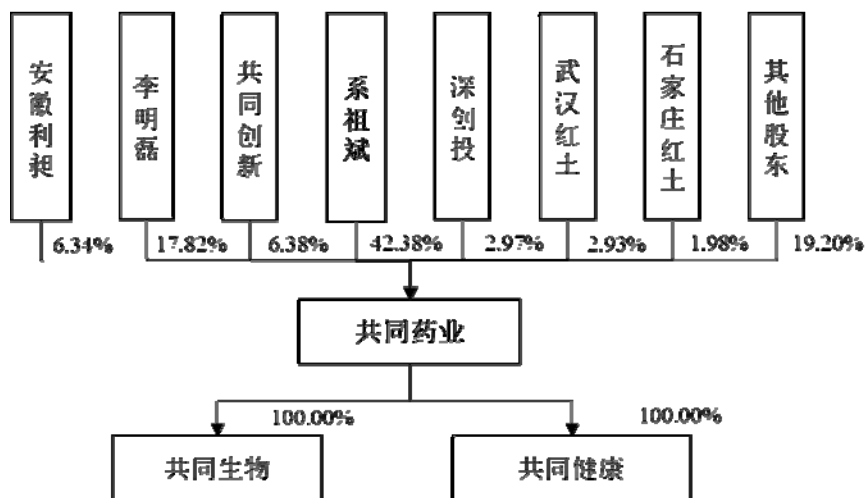 安徽利昶
李明磊
共同创新
系祖斌
深创投
武汉红土
石家庄红土
其他股东
6.34%
17.82%
6.38%
42.38%
2.97%
2.93%
1.98%
19.20%
共同药业
100.00%
100.00%
共同生物
共同健康